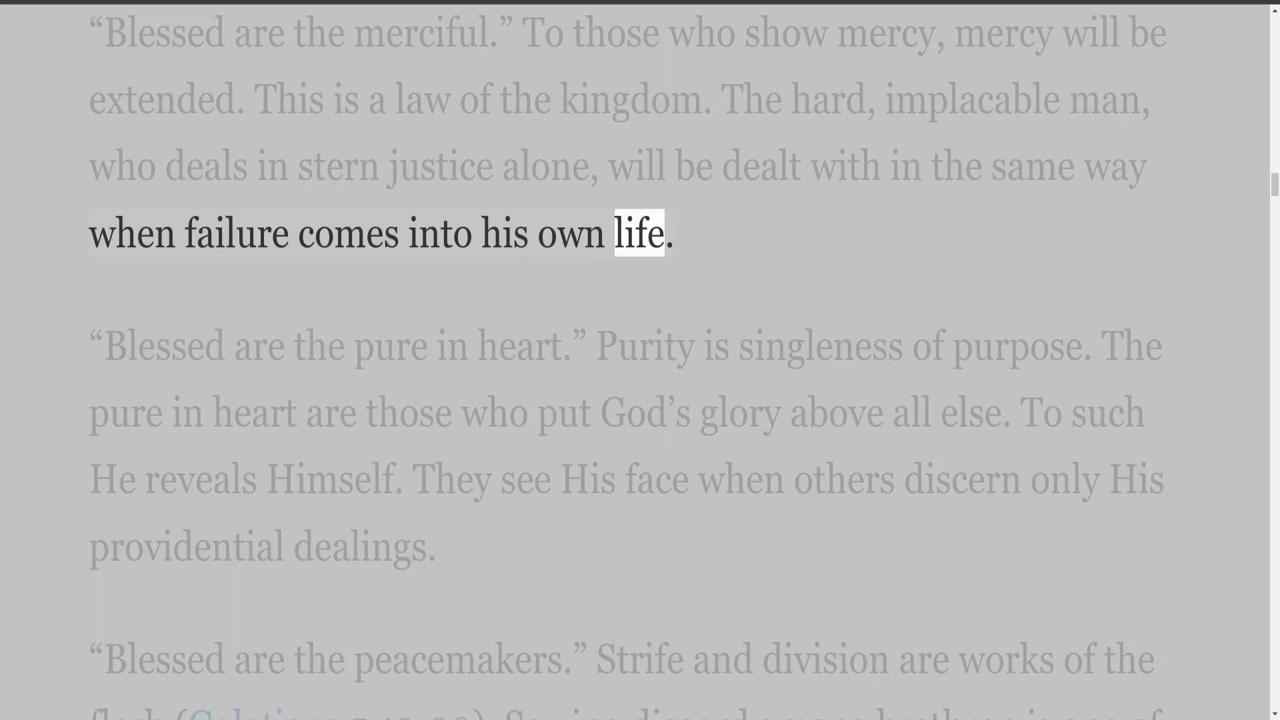 “Blessed are the merciful.” To those who show mercy, mercy will be
extended. This is a law of the kingdom. The hard, implacable man,
who deals in stern justice alone, will be dealt with in the same way
when failure comes into his own life.
“Blessed are the pure in heart.” Purity is singleness of purpose. The
pure in heart are those who put God’s glory above all else. To such
He reveals Himself. They see His face when others discern only His
providential dealings.
“Blessed are the peacemakers.” Strife and division are works of the